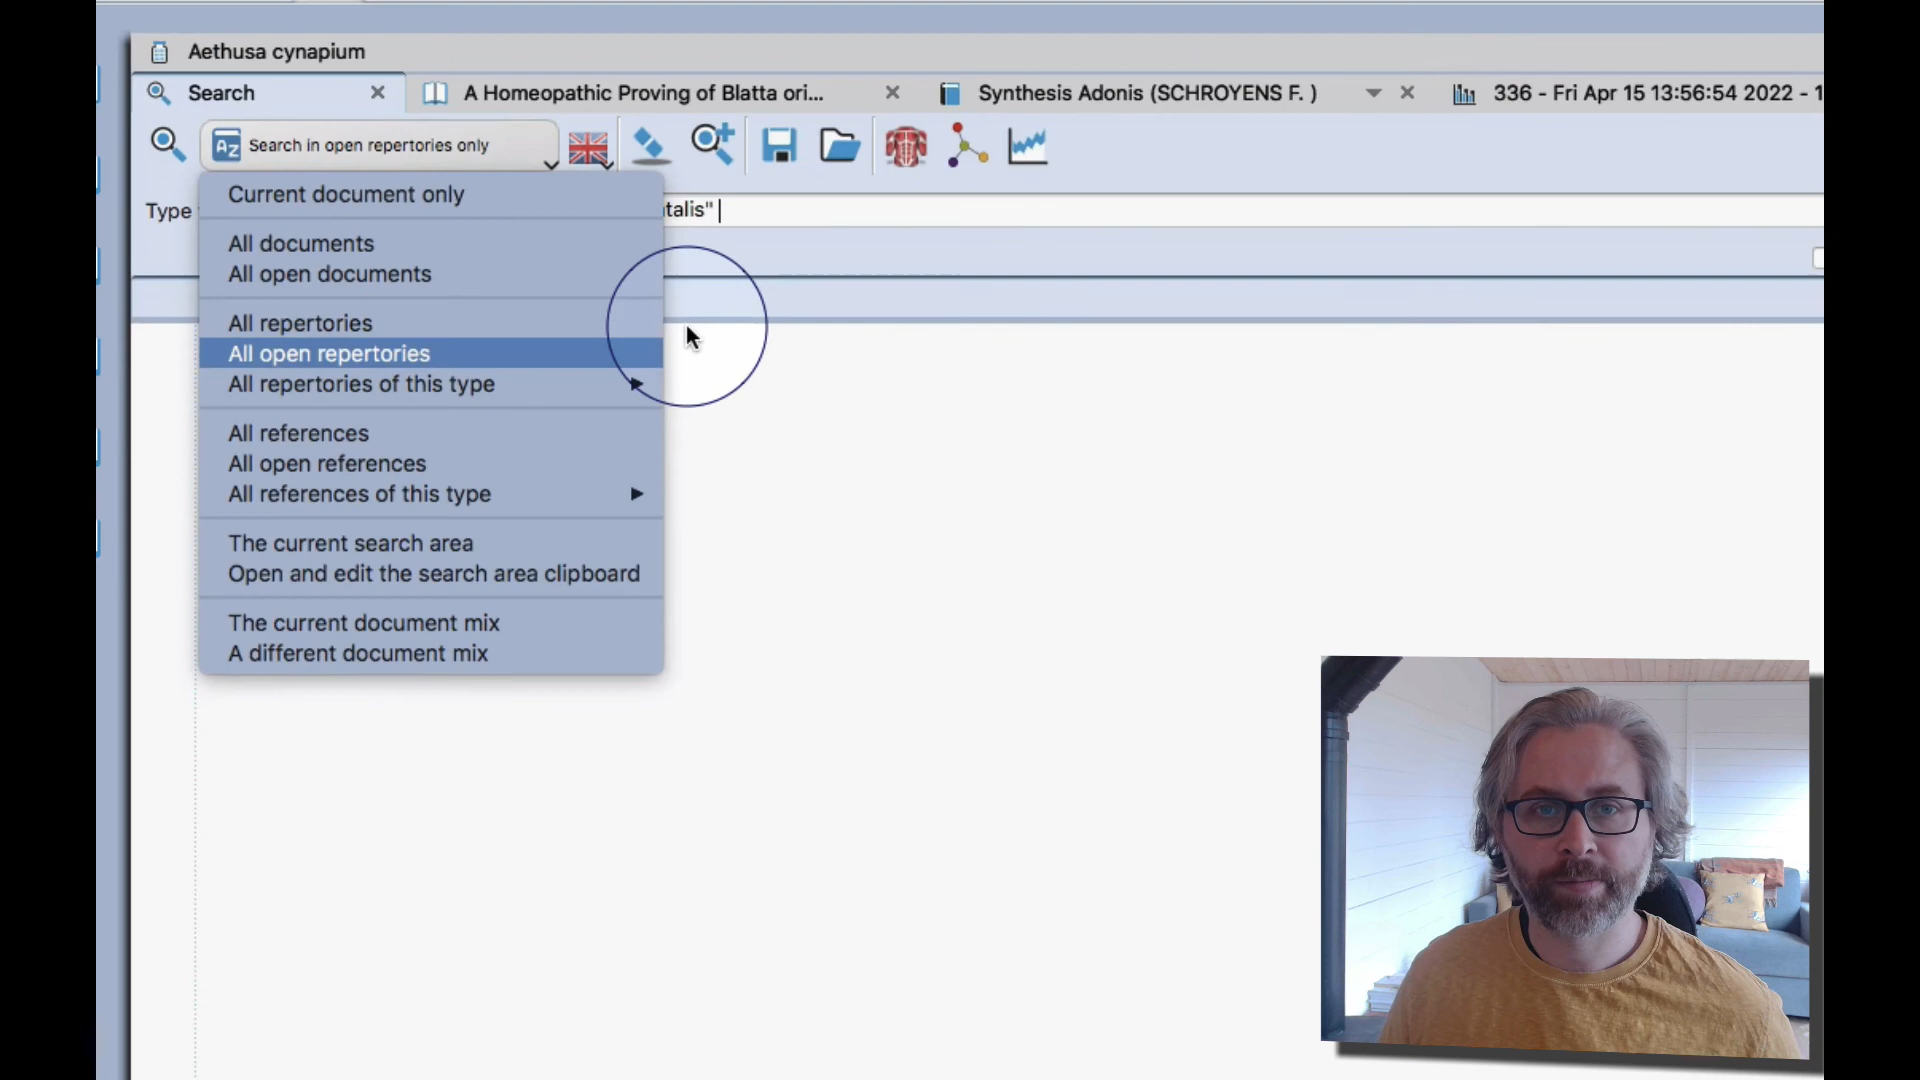 Aethusa cynapium
Search
A Homeopathic Proving of Blatta ori...
Synthesis Adonis (SCHROYENS F. )
336 - Fri Apr 15 13:56:54 2022 - 1
AZ
Search in open repertories only
Type
talis"
Current document only
All documents
All open documents
All repertories
All open repertories
All repertories of this type
All references
All open references
All references of this type
The current search area
Open and edit the search area clipboard
The current document mix
A different document mix